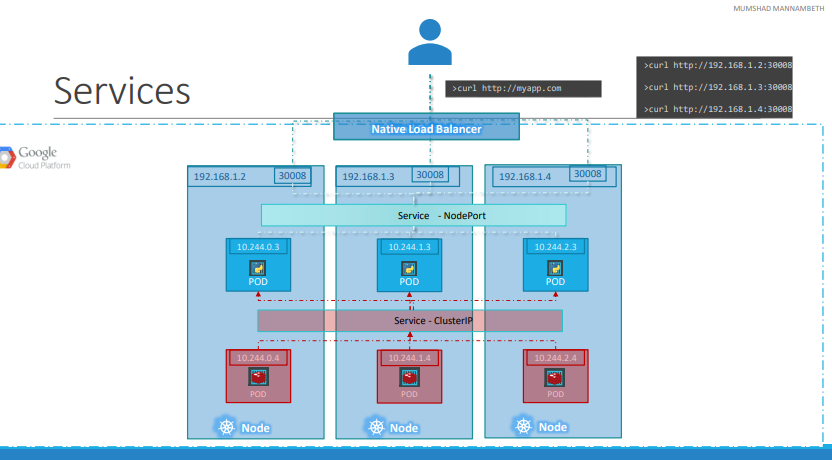 MUMSHAD MANNAMBETH
Services
>curl http://myapp.com
>curl http://192.168.1.2:30008
>curl http://192.168.1.3:30008
>curl http://192.168.1.4:30008
Native Load Balancer
Google
Cloud Platform
192.168.1.2
30008
192.168.1.3
30008
192.168.1.4
30008
Service - NodePort
10.244.0.3
POD
10.244.1.3
POD
10.244.2.3
POD
Service - ClusterIP
10.244.0.4
POD
10.244.1.4
POD
10.244.2.4
POD
Node
Node
Node